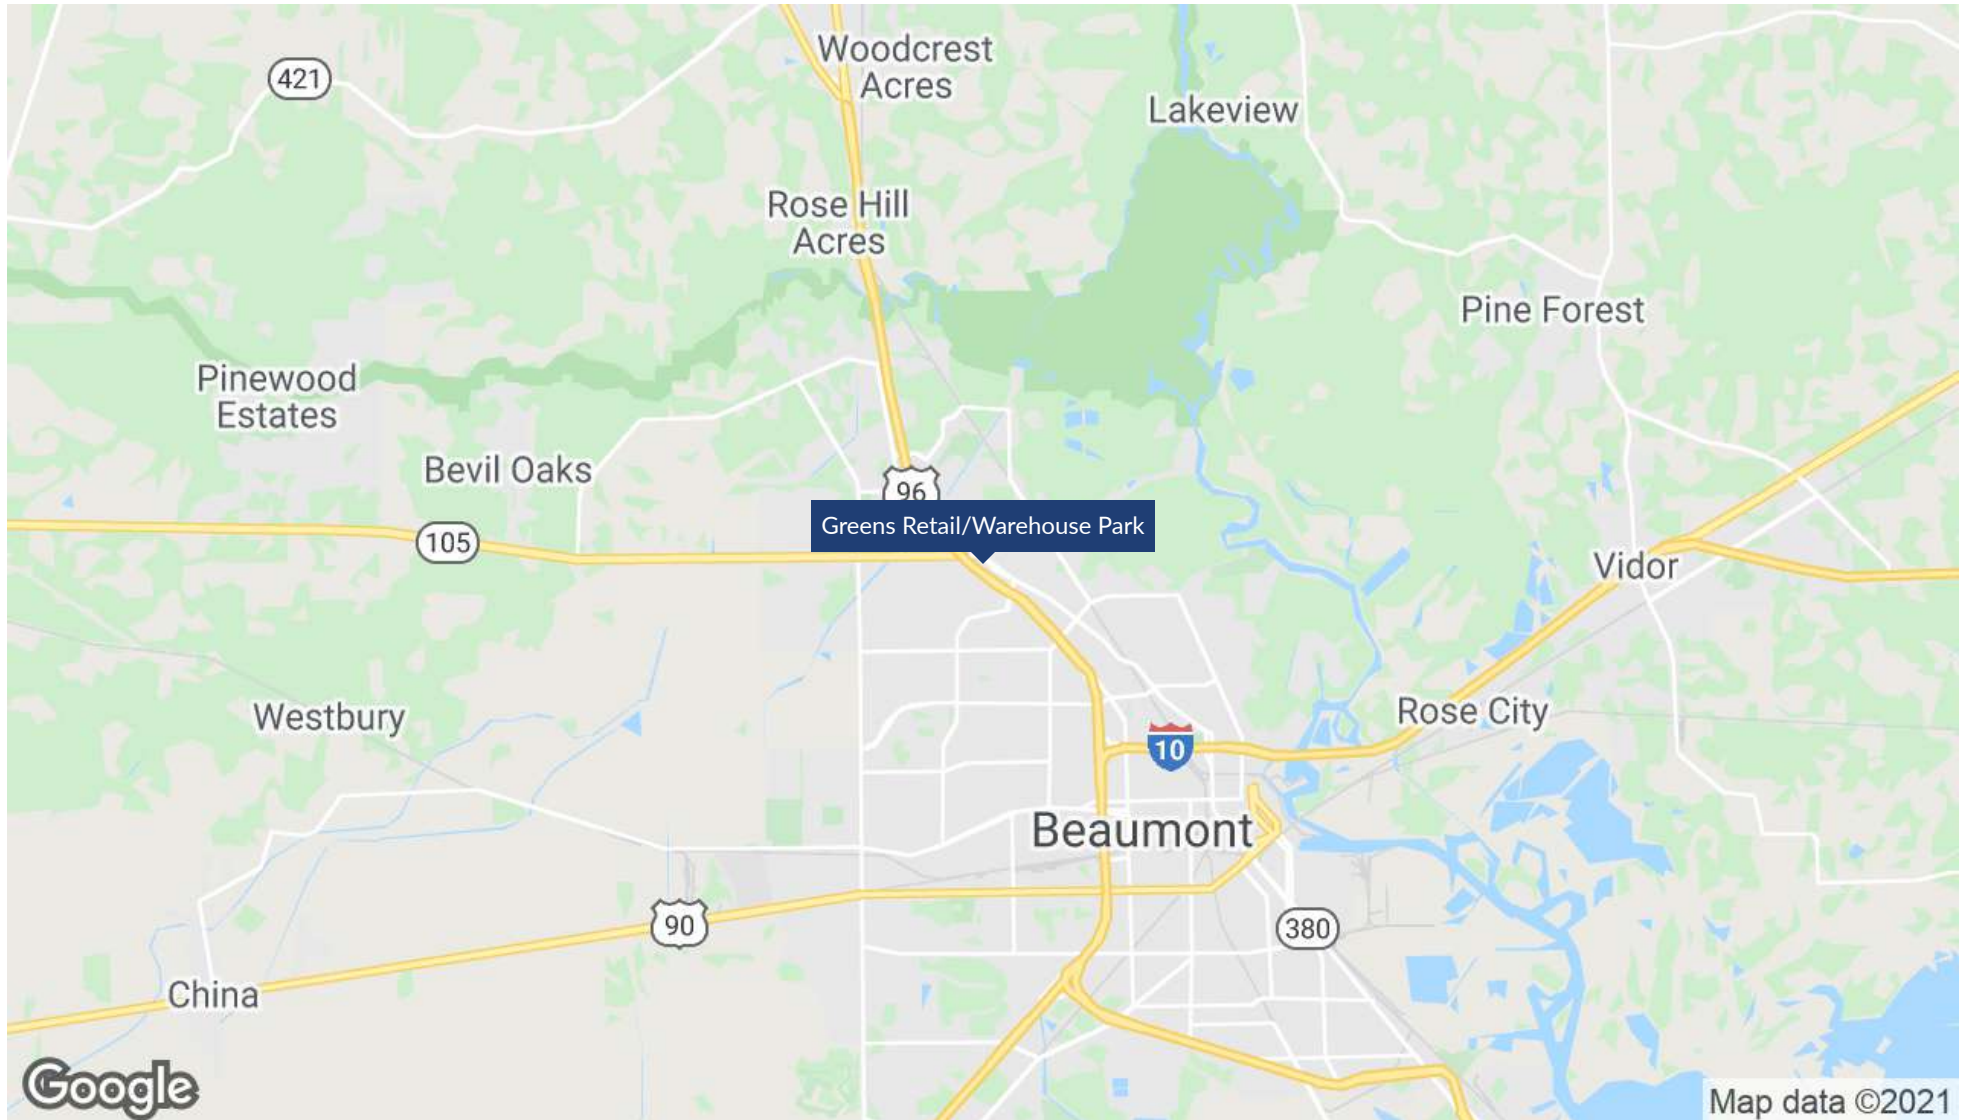 Woodcrest
Acres
421
Lakeview
Rose Hill
Acres
Pine Forest
Pinewood
Estates
Bevil Oaks
96
Greens Retail/Warehouse Park
105
Vidor
Westbury
Rose City
10
Beaumont
90
380
China
Google
Map data ©2021